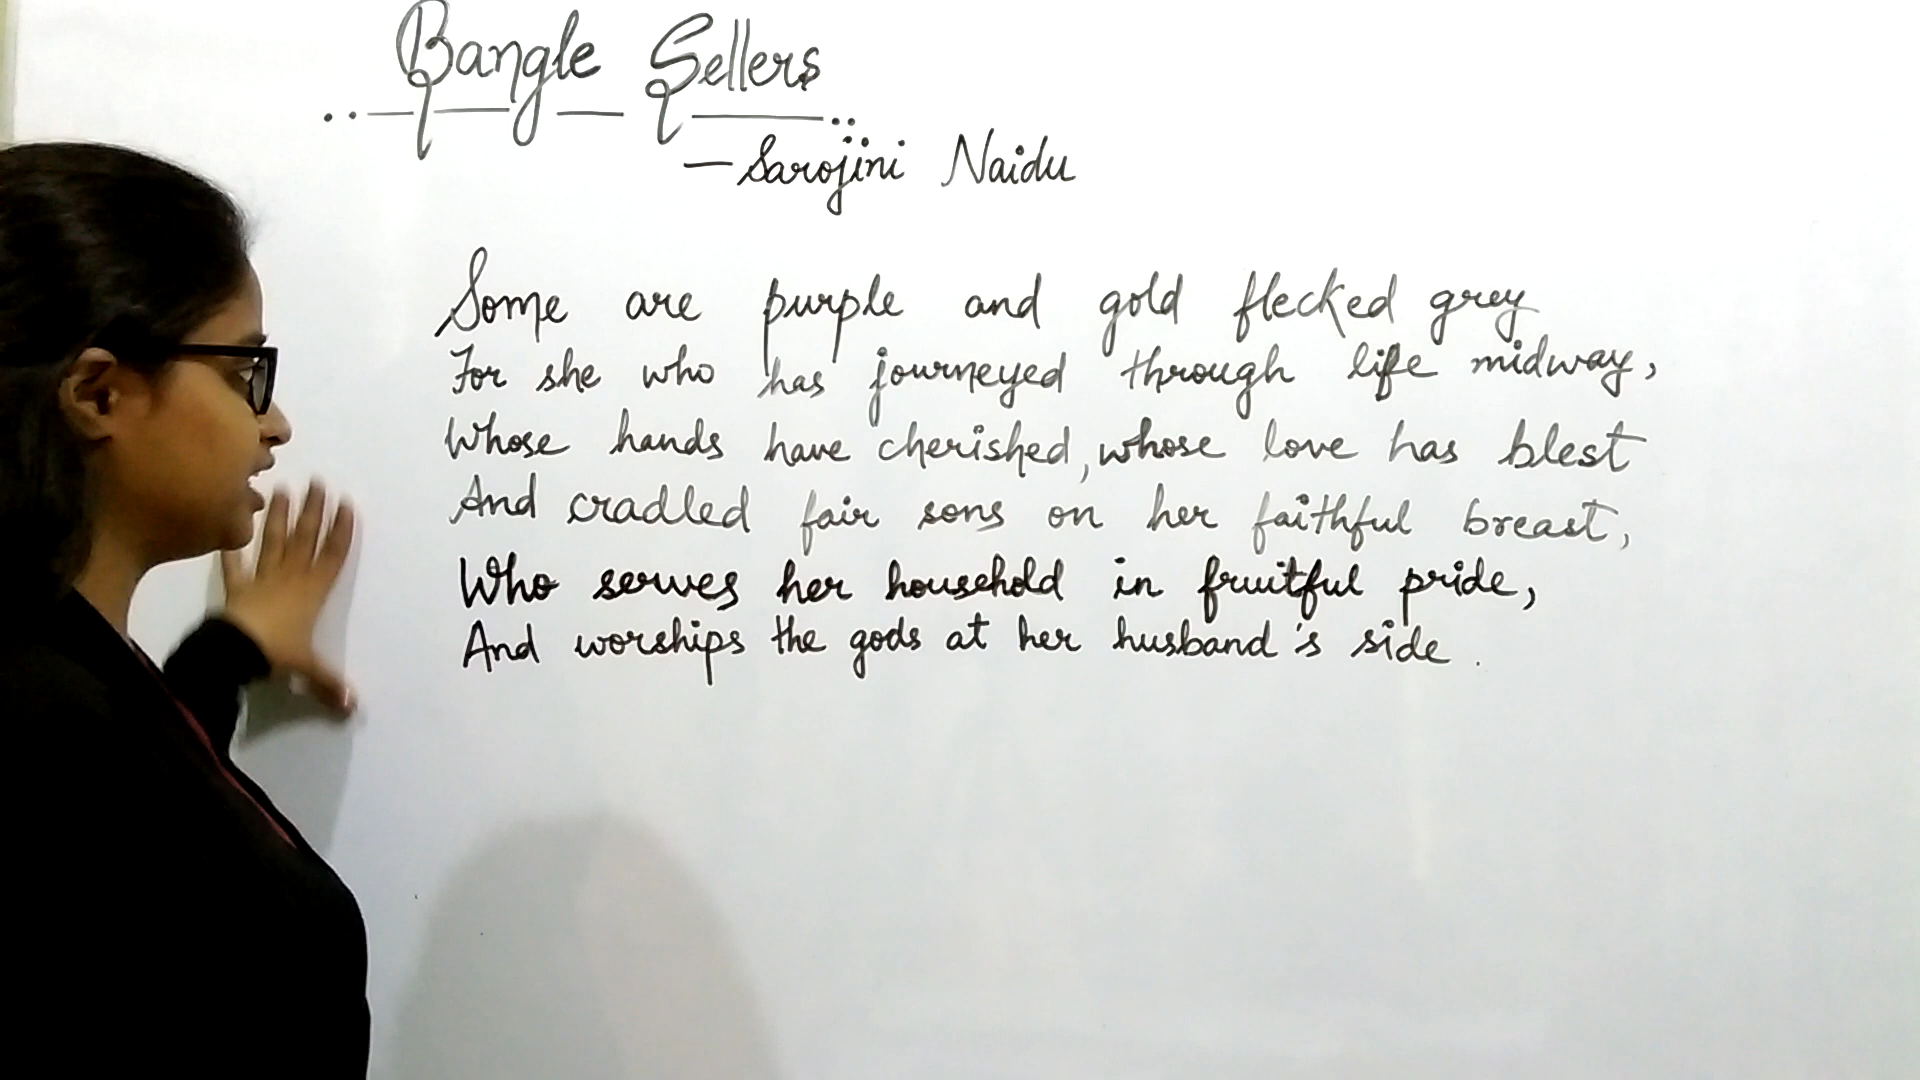 Bangle Sellers
- Sarojini Naidu
Some are purple and gold flecked grey
For she who has journeyed through life midway,
Whose hands have cherished, whose love has blest
And cradled fair sons on her faithful breast,
Who serves her household in fruitful pride,
And worships the gods at her husband's side.